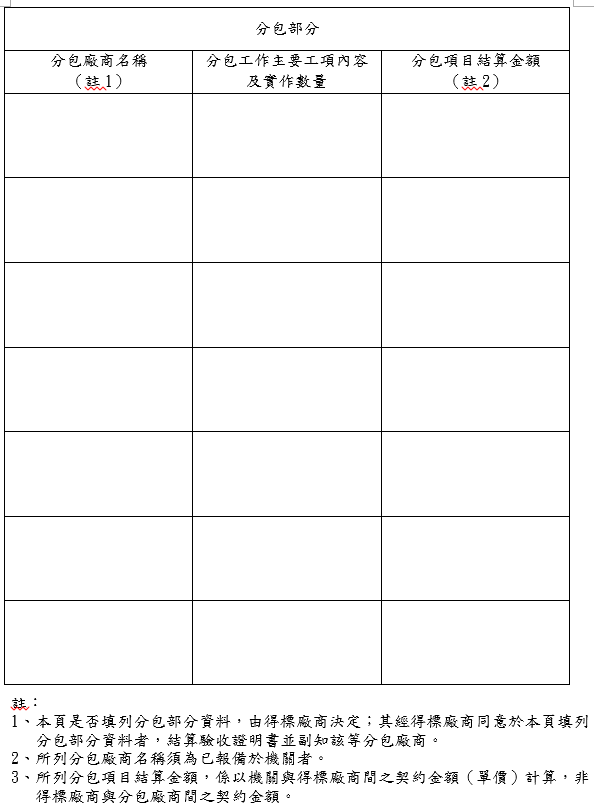 分包部分
分包廠商名稱
（註1）
分包工作主要工項內容
及實作數量
分包項目結算金額
（註2）
註：
1、本頁是否填列分包部分資料，由得標廠商決定；其經得標廠商同意於本頁填列
分包部分資料者，結算驗收證明書並副知該等分包廠商。
2、所列分包廠商名稱須為已報備於機關者。
3、所列分包項目結算金額，係以機關與得標廠商間之契約金額（單價）計算，非
得標廠商與分包廠商間之契約金額。